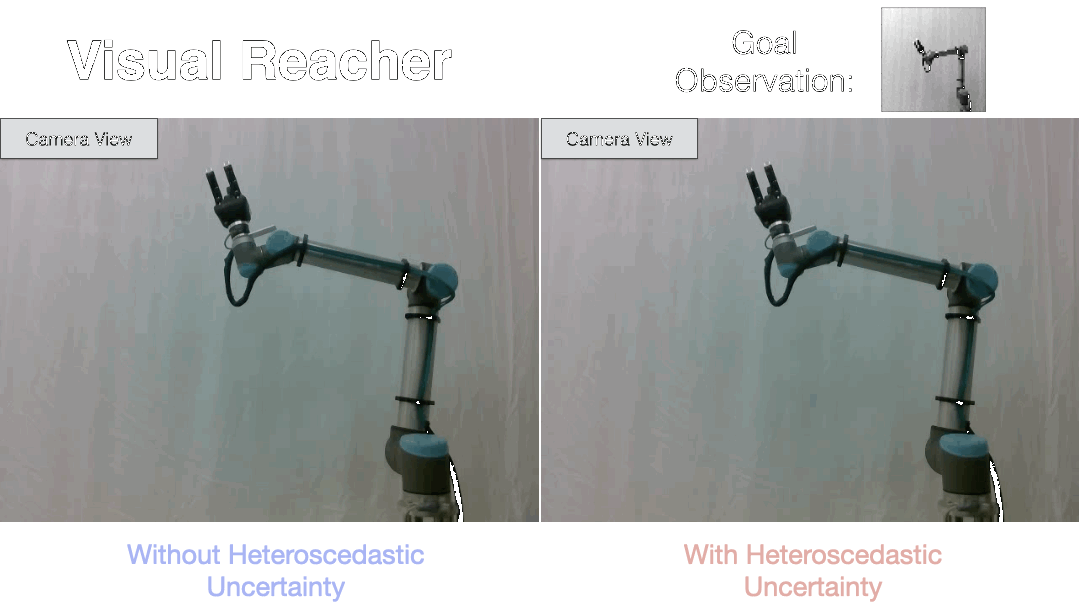 Visual Reacher
Goal
Observation:
Camera View
Camera View
Without Heteroscedastic
Uncertainty
With Heteroscedastic
Uncertainty